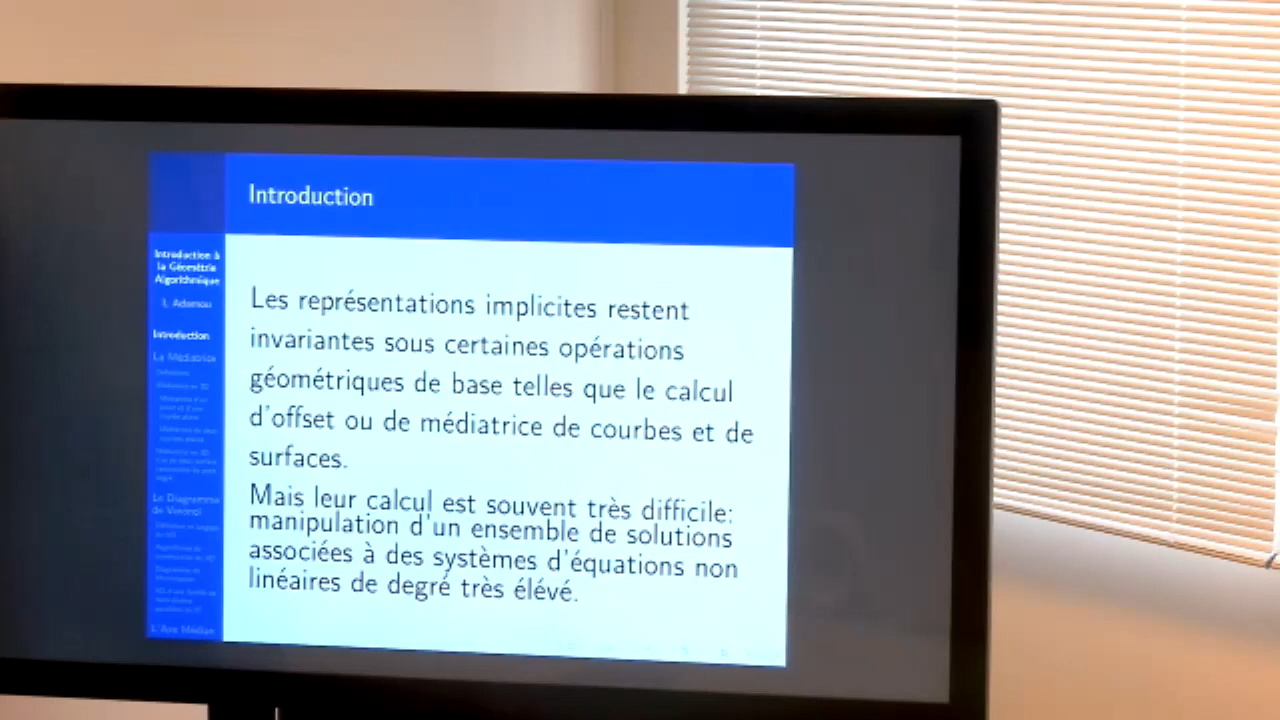 Introduction
Introduction à
la Géométrie
Algorithmique
I. Adamou
Introduction
La Médiatrice
Le Diagramme
de Voronoi
L'Axe Médian
Les représentations implicites restent
invariantes sous certaines opérations
géométriques de base telles que le calcul
d'offset ou de médiatrice de courbes et de
surfaces.
Mais leur calcul est souvent très difficile:
manipulation d'un ensemble de solutions
associées à des systèmes d'équations non
linéaires de degré très élévé.